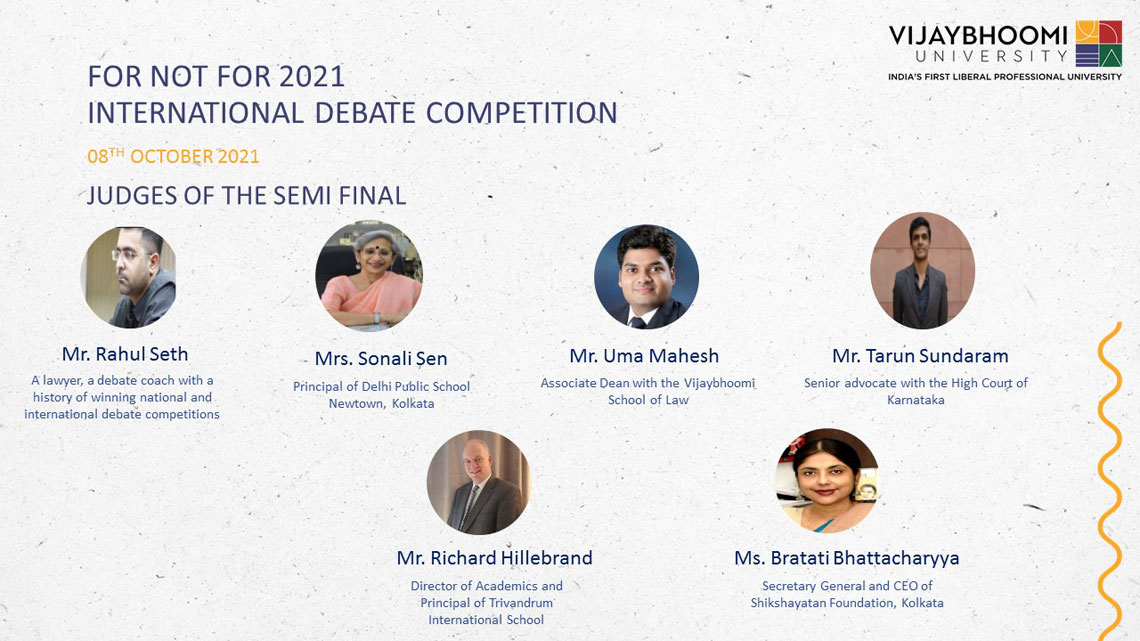 VIJAYBHOOMI
UNIVERSITY
INDIA'S FIRST LIBERAL PROFESSIONAL UNIVERSITY
FOR NOT FOR 2021
INTERNATIONAL DEBATE COMPETITION
08TH OCTOBER 2021
JUDGES OF THE SEMI FINAL
Mr. Rahul Seth
A lawyer, a debate coach with a
history of winning national and
international debate competitions
Mrs. Sonali Sen
Principal of Delhi Public School
Newtown, Kolkata
Mr. Uma Mahesh
Associate Dean with the Vijaybhoomi
School of Law
Mr. Tarun Sundaram
Senior advocate with the High Court of
Karnataka
Mr. Richard Hillebrand
Director of Academics and
Principal of Trivandrum
International School
Ms. Bratati Bhattacharyya
Secretary General and CEO of
Shikshayatan Foundation, Kolkata